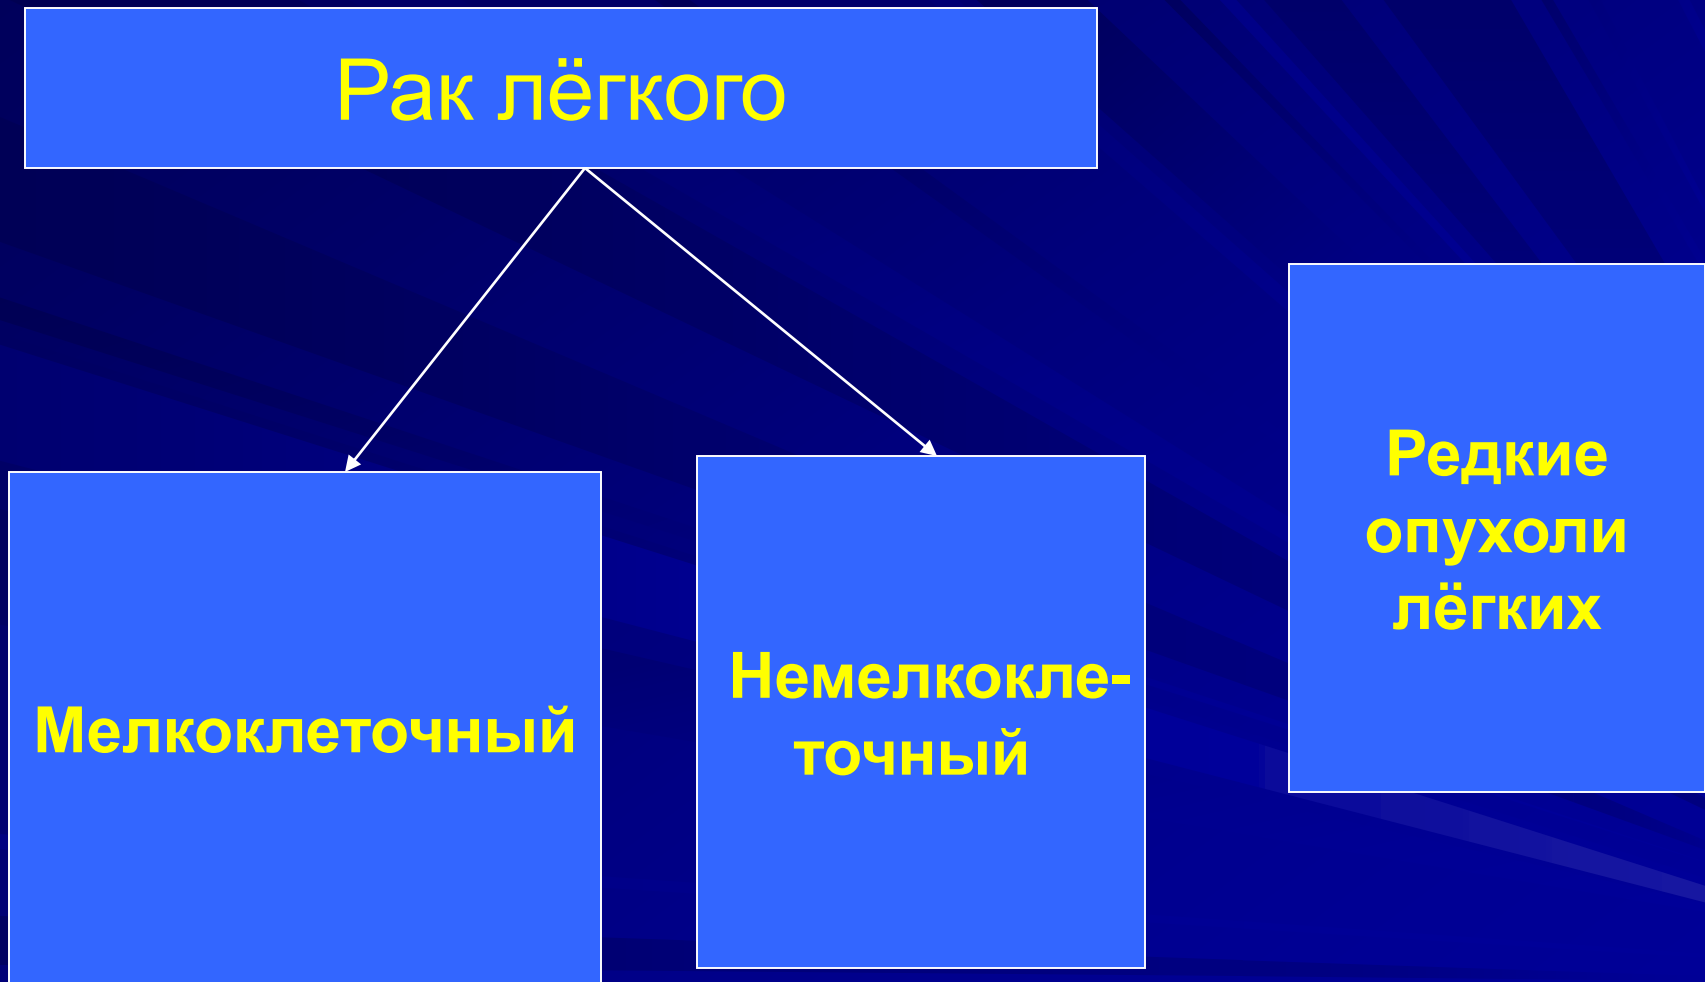 Рак лёгкого
Мелкоклеточный
Немелкокле-
точный
Редкие
опухоли
лёгких